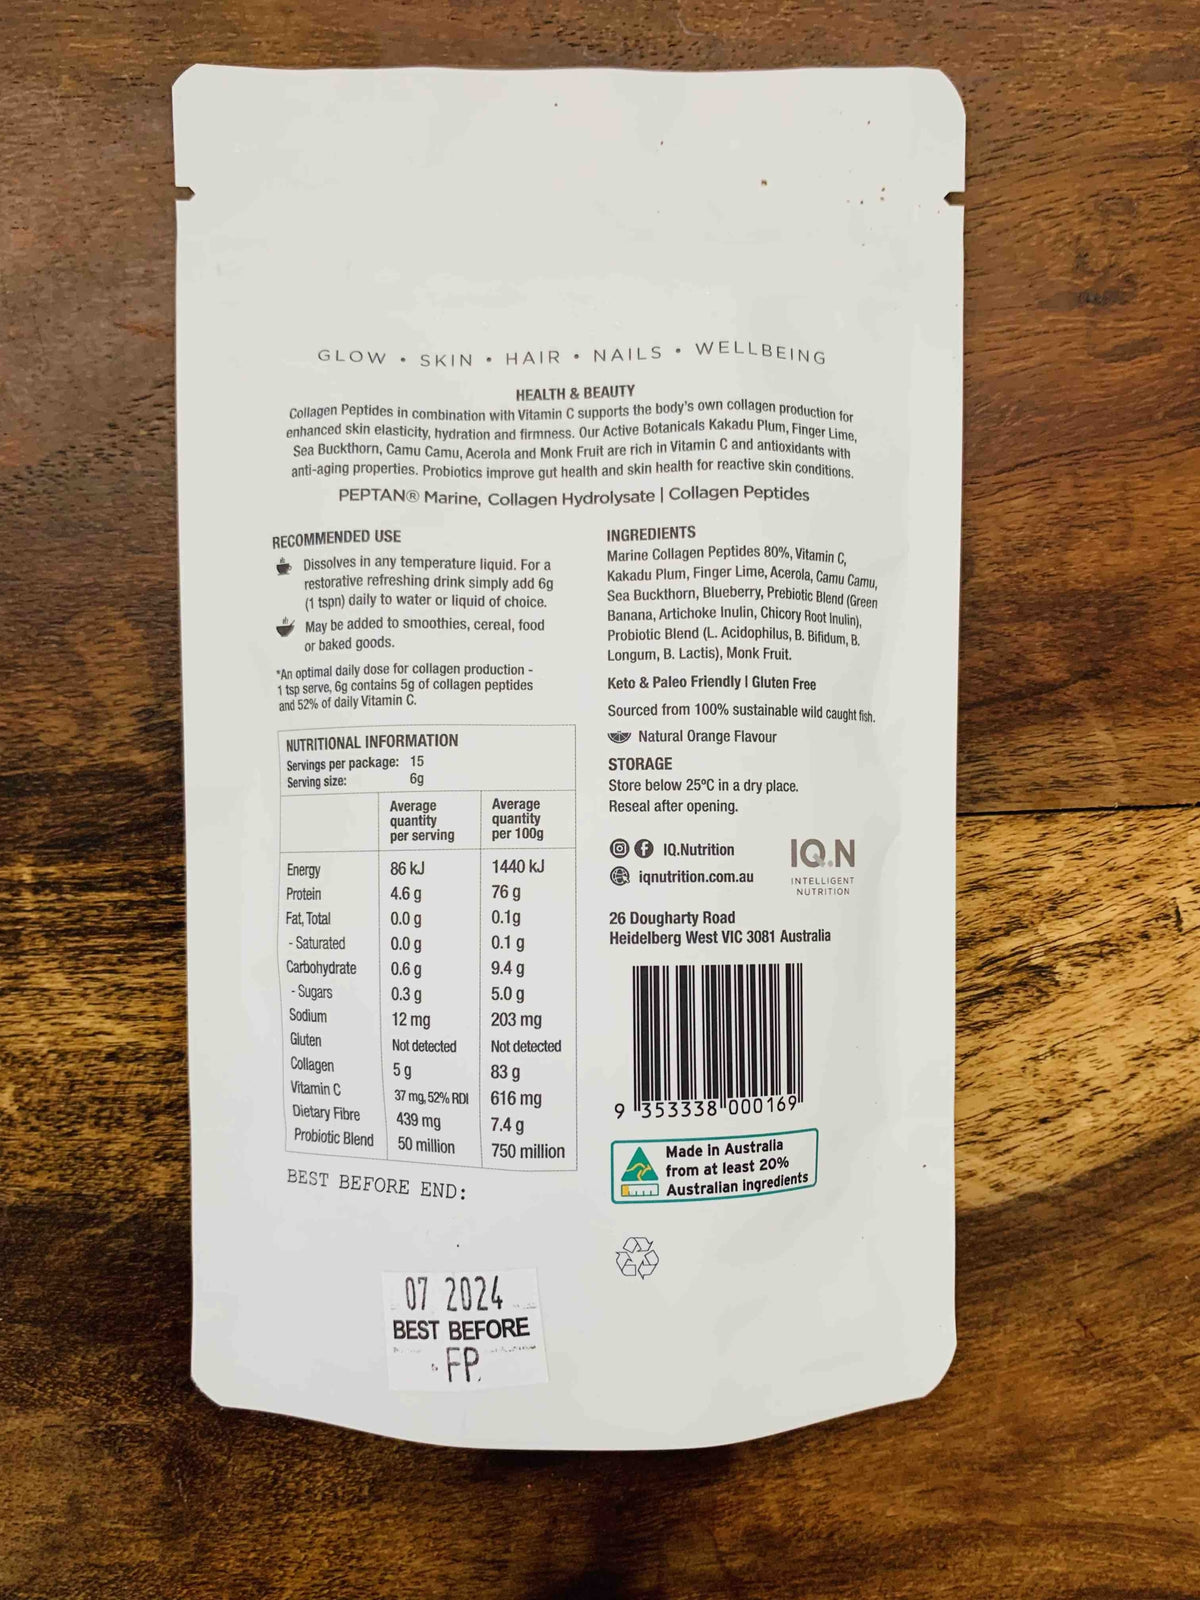 GLOW • SKIN • HAIR • NAILS • WELLBEING
HEALTH & BEAUTY
Collagen Peptides in combination with Vitamin C supports the body's own collagen production for
enhanced skin elasticity, hydration and firmness. Our Active Botanicals Kakadu Plum, Finger Lime,
Sea Buckthorn, Camu Camu, Acerola and Monk Fruit are rich in Vitamin C and antioxidants with
anti-aging properties. Probiotics improve gut health and skin health for reactive skin conditions.
PEPTAN® Marine, Collagen Hydrolysate | Collagen Peptides
RECOMMENDED USE
Dissolves in any temperature liquid. For a
restorative refreshing drink simply add 6g
(1 tspn) daily to water or liquid of choice.
May be added to smoothies, cereal, food
or baked goods.
*An optimal daily dose for collagen production -
1 tsp serve, 6g contains 5g of collagen peptides
and 52% of daily Vitamin C.
NUTRITIONAL INFORMATION
Servings per package: 15
Serving size: 6g
Average quantity per serving
Average quantity per 100g
Energy 86 kJ 1440 kJ
Protein 4.6 g 76 g
Fat, Total 0.0 g 0.1g
- Saturated 0.0 g 0.1 g
Carbohydrate 0.6 g 9.4 g
- Sugars 0.3 g 5.0 g
Sodium 12 mg 203 mg
Gluten Not detected Not detected
Collagen 5 g 83 g
Vitamin C 37 mg, 52% RDI 616 mg
Dietary Fibre 439 mg 7.4 g
Probiotic Blend 50 million 750 million
BEST BEFORE END:
07 2024
BEST BEFORE
FP.
INGREDIENTS
Marine Collagen Peptides 80%, Vitamin C,
Kakadu Plum, Finger Lime, Acerola, Camu Camu,
Sea Buckthorn, Blueberry, Prebiotic Blend (Green
Banana, Artichoke Inulin, Chicory Root Inulin),
Probiotic Blend (L. Acidophilus, B. Bifidum, B.
Longum, B. Lactis), Monk Fruit.
Keto & Paleo Friendly | Gluten Free
Sourced from 100% sustainable wild caught fish.
Natural Orange Flavour
STORAGE
Store below 25°C in a dry place.
Reseal after opening.
IQ.Nutrition
iqnutrition.com.au
IQ.N
INTELLIGENT
NUTRITION
26 Dougharty Road
Heidelberg West VIC 3081 Australia
9 353338 000169
Made in Australia
from at least 20%
Australian ingredients